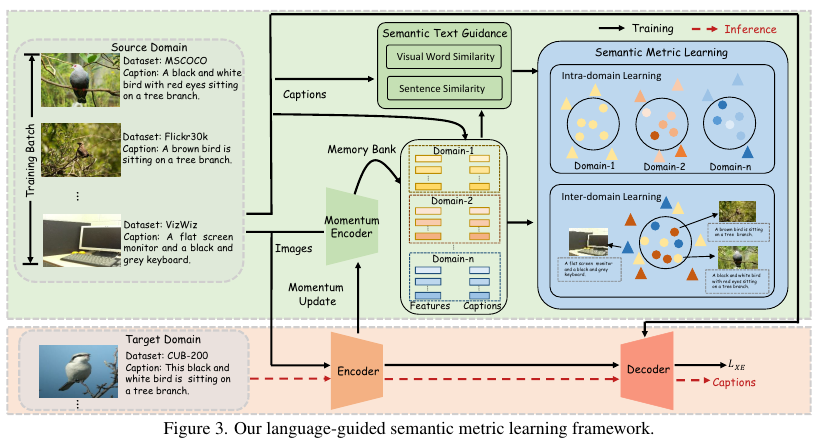 Training
Inference
Source Domain
Dataset: MSCOCO
Caption: A black and white
bird with red eyes sitting
on a tree branch.
Dataset: Flickr30k
Caption: A brown bird is
sitting on a tree branch.
Training Batch
...
Dataset: VizWiz
Caption: A flat screen
monitor and a black and
grey keyboard.
Captions
Images
Semantic Text Guidance
Visual Word Similarity
Sentence Similarity
Memory Bank
Momentum
Encoder
Momentum
Update
Domain-1
Domain-2
Domain-n
Features
Captions
Semantic Metric Learning
Intra-domain Learning
Domain-1
Domain-2
Domain-n
Inter-domain Learning
A brown bird is sitting
on a tree branch.
A flat screen monitor
and a black and grey
keyboard.
A black and white bird
with red eyes sitting
on a tree branch.
Target Domain
Dataset: CUB-200
Caption: This black and
white bird is sitting on
a tree branch.
...
Encoder
Decoder
L_XE
Captions
Figure 3. Our language-guided semantic metric learning framework.